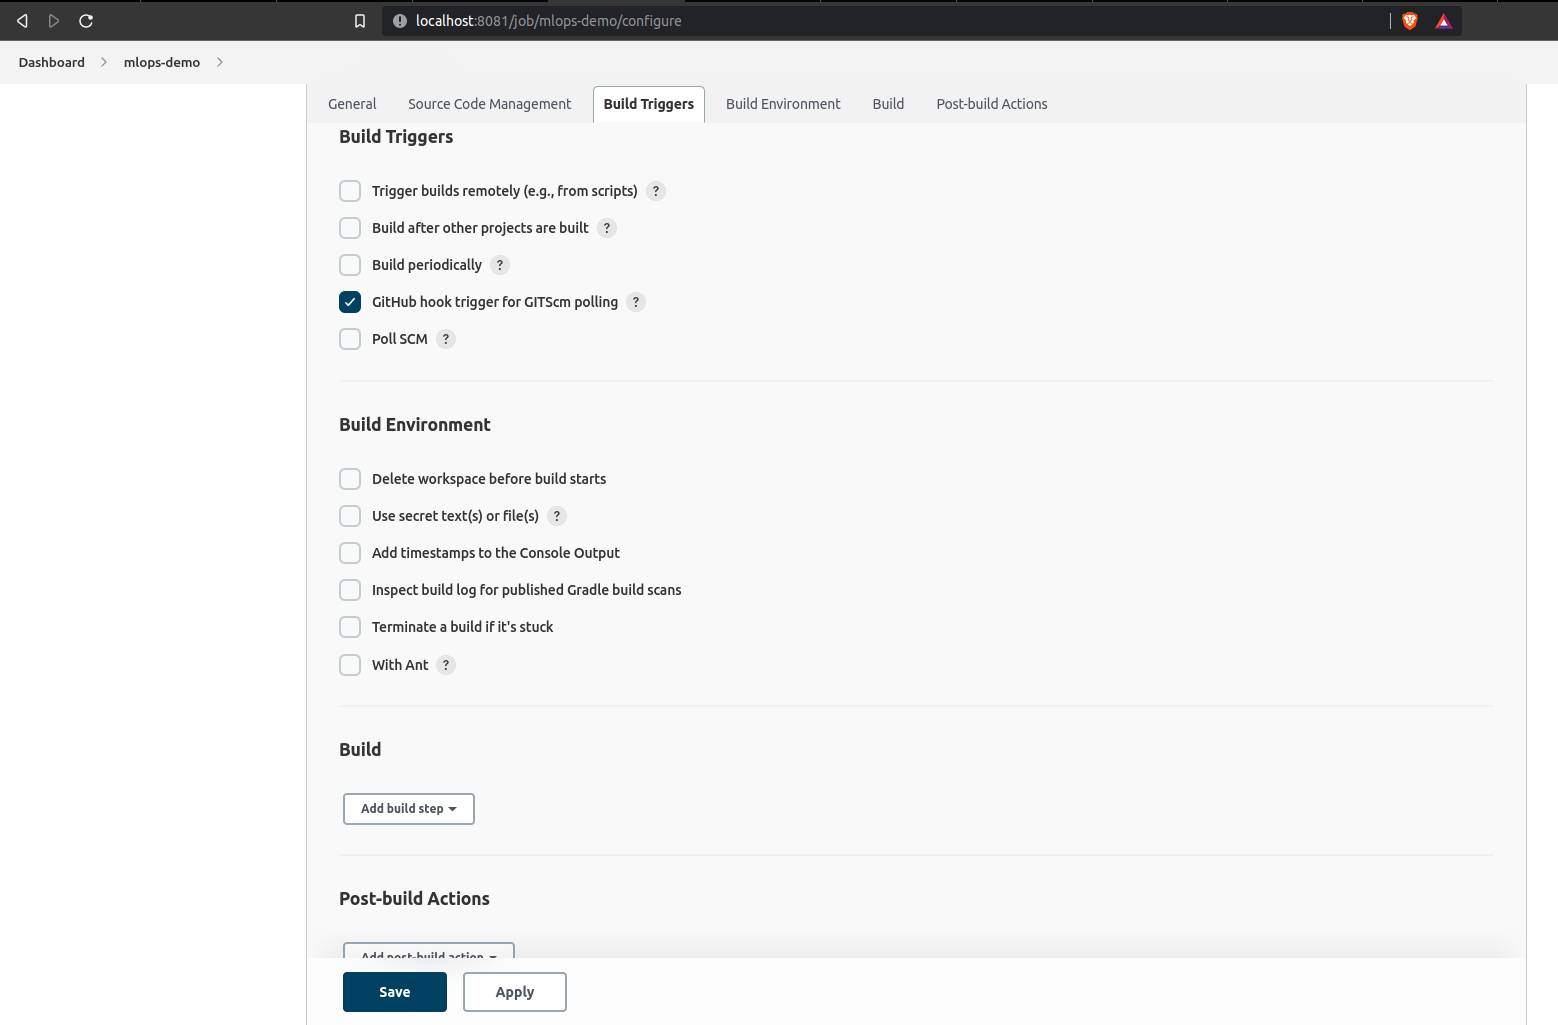 localhost:8081/job/mlops-demo/configure
Dashboard > mlops-demo >
General Source Code Management Build Triggers Build Environment Build Post-build Actions
Build Triggers
Trigger builds remotely (e.g., from scripts) ?
Build after other projects are built ?
Build periodically ?
GitHub hook trigger for GITScm polling ?
Poll SCM ?
Build Environment
Delete workspace before build starts
Use secret text(s) or file(s) ?
Add timestamps to the Console Output
Inspect build log for published Gradle build scans
Terminate a build if it's stuck
With Ant ?
Build
Add build step
Post-build Actions
Add post-build action
Save Apply